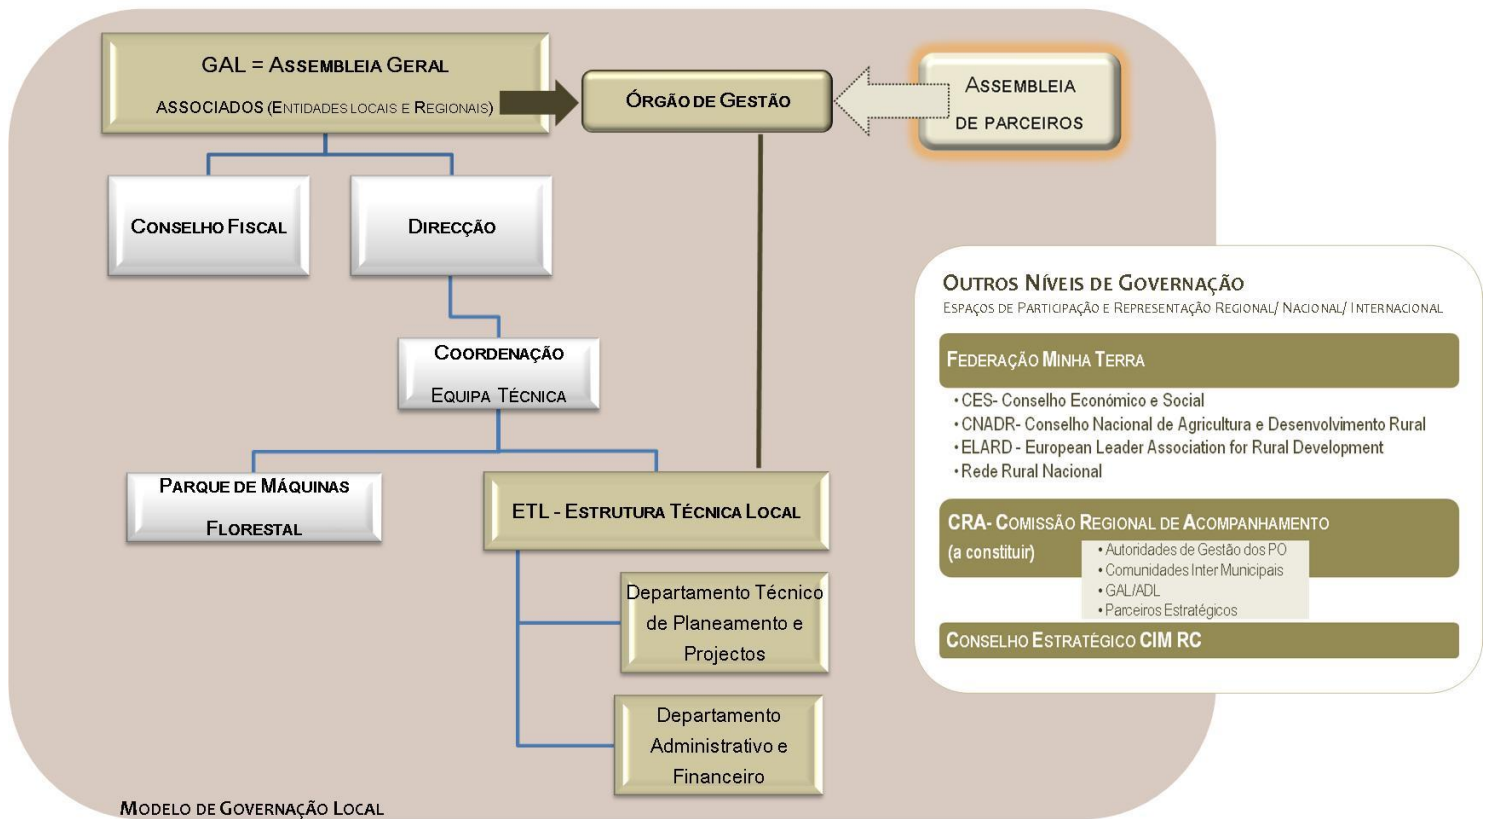 GAL = ASSEMBLEIA GERAL
ASSOCIADOS (ENTIDADES LOCAIS E REGIONAIS)
ÓRGÃO DE GESTÃO
ASSEMBLEIA
DE PARCEIROS
CONSELHO FISCAL
DIRECÇÃO
COORDENAÇÃO
EQUIPA TÉCNICA
PARQUE DE MÁQUINAS
FLORESTAL
ETL - ESTRUTURA TÉCNICA LOCAL
Departamento Técnico
de Planeamento e
Projectos
Departamento
Administrativo e
Financeiro
MODELO DE GOVERNAÇÃO LOCAL
OUTROS NÍVEIS DE GOVERNAÇÃO
ESPAÇOS DE PARTICIPAÇÃO E REPRESENTAÇÃO REGIONAL/ NACIONAL/ INTERNACIONAL
FEDERAÇÃO MINHA TERRA
• CES- Conselho Económico e Social
• CNADR- Conselho Nacional de Agricultura e Desenvolvimento Rural
• ELARD - European Leader Association for Rural Development
• Rede Rural Nacional
CRA- COMISSÃO REGIONAL DE ACOMPANHAMENTO
(a constituir)
• Autoridades de Gestão dos PO
• Comunidades Inter Municipais
• GAL/ADL
• Parceiros Estratégicos
CONSELHO ESTRATÉGICO CIM RC